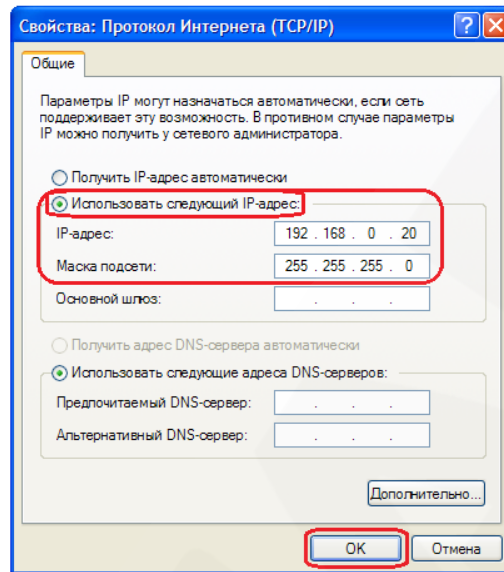 Свойства: Протокол Интернета (TCP/IP)
Общие
Параметры IP могут назначаться автоматически, если сеть
поддерживает эту возможность. В противном случае параметры
IP можно получить у сетевого администратора.
Получить IP-адрес автоматически
Использовать следующий IP-адрес:
IP-адрес: 192 . 168 . 0 . 20
Маска подсети: 255 . 255 . 255 . 0
Основной шлюз: . . .
Получить адрес DNS-сервера автоматически
Использовать следующие адреса DNS-серверов:
Предпочитаемый DNS-сервер: . . .
Альтернативный DNS-сервер: . . .
Дополнительно...
OK Отмена